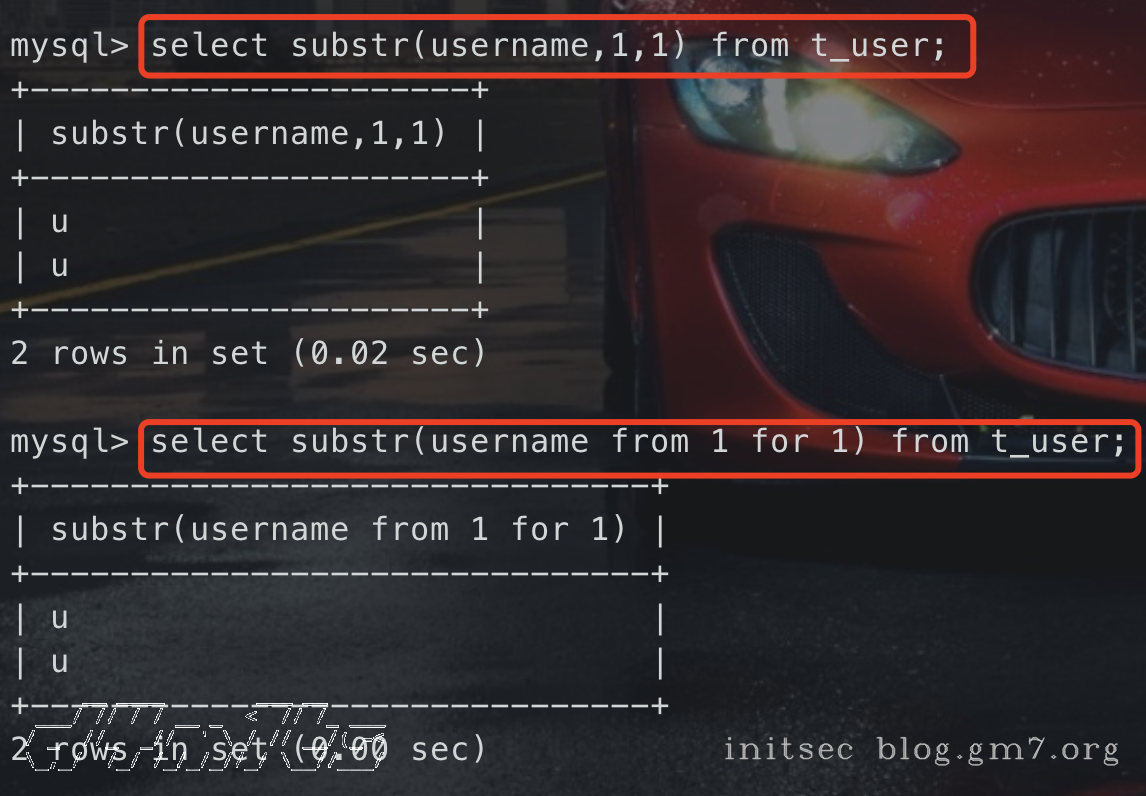 mysql> select substr(username,1,1) from t_user;
+----------------------+
| substr(username,1,1) |
+----------------------+
| u                    |
| u                    |
+----------------------+
2 rows in set (0.02 sec)
mysql> select substr(username from 1 for 1) from t_user;
+-------------------------------+
| substr(username from 1 for 1) |
+-------------------------------+
| u                             |
| u                             |
+-------------------------------+
2 rows in set (0.00 sec)
initsec blog.gm7.org